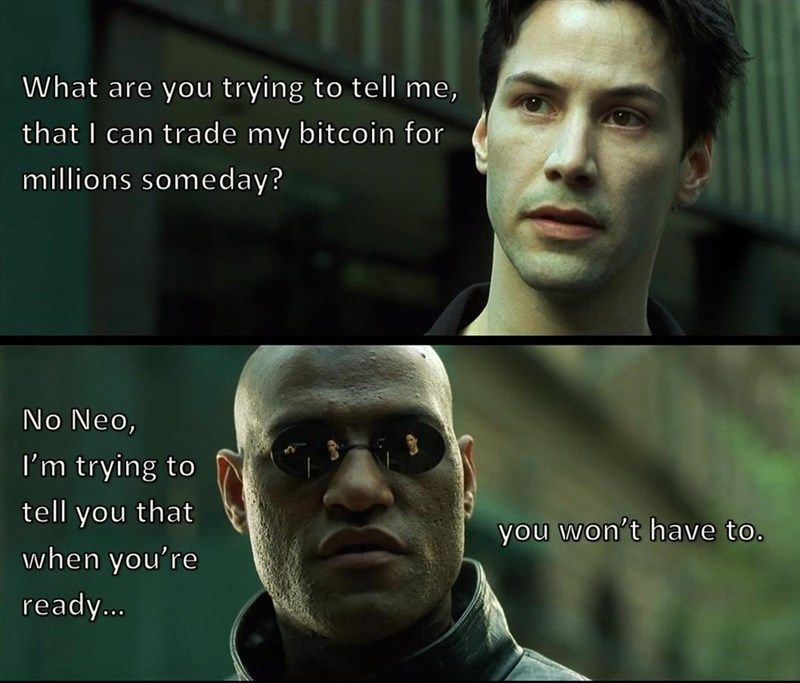 What are you trying to tell me,
that I can trade my bitcoin for
millions someday?
No Neo,
I'm trying to
tell you that
when you're
ready...
you won't have to.